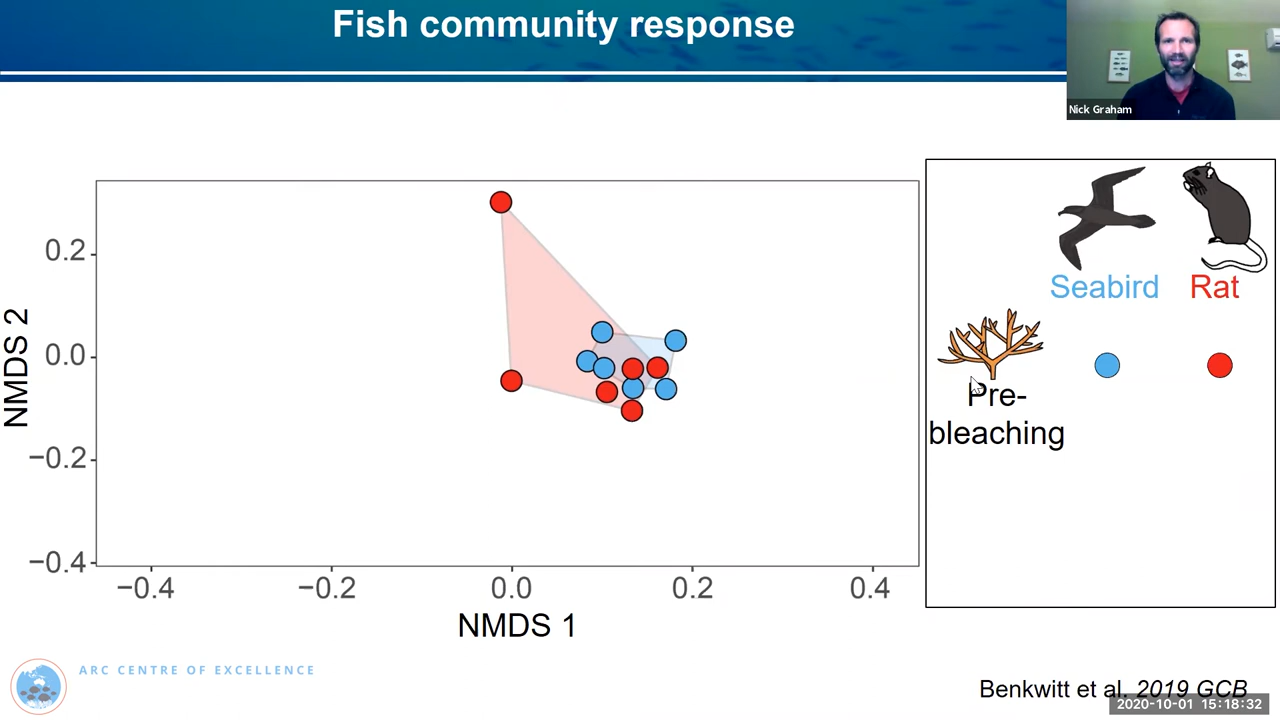 Fish community response
Nick Graham
Seabird
Rat
Pre-
bleaching
NMDS 2
0.2
0.0
−0.2
−0.4
−0.4
−0.2
0.0
0.2
0.4
NMDS 1
ARC CENTRE OF EXCELLENCE
Benkwitt et al. 2019 GCB
2020-10-01 15:18:32